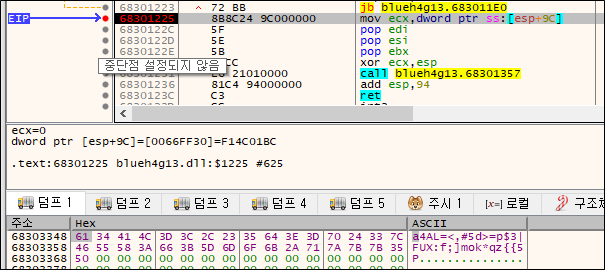 68301223 72 BB jb blueh4g13.683011E0
EIP 68301225 8B8C24 9C000000 mov ecx,dword ptr ss:[esp+9C]
6830122C 5F pop edi
6830122D 5E pop esi
5B pop ebx
중단점 설정되지 않음 xor ecx,esp
21010000 call blueh4g13.68301357
68301236 81C4 94000000 add esp,94
6830123C C3 ret
ecx=0
dword ptr [esp+9C]=[0066FF30]=F14C01BC
.text:68301225 blueh4g13.dll:$1225 #625
덤프 1 덤프 2 덤프 3 덤프 4 덤프 5 주시 1 [x=] 로컬 구조체
주소 Hex ASCII
68303348 61 34 41 4C 3D 3C 2C 23 35 64 3E 3D 70 24 33 7C a4AL=<,#5d>=p$3|
68303358 46 55 58 3A 66 3B 5D 6D 6F 6B 2A 71 7A 7B 7B 35 FUX:f;]mok*qz{{5
68303368 50 00 00 00 00 00 00 00 00 00 00 00 00 00 00 00 P...............